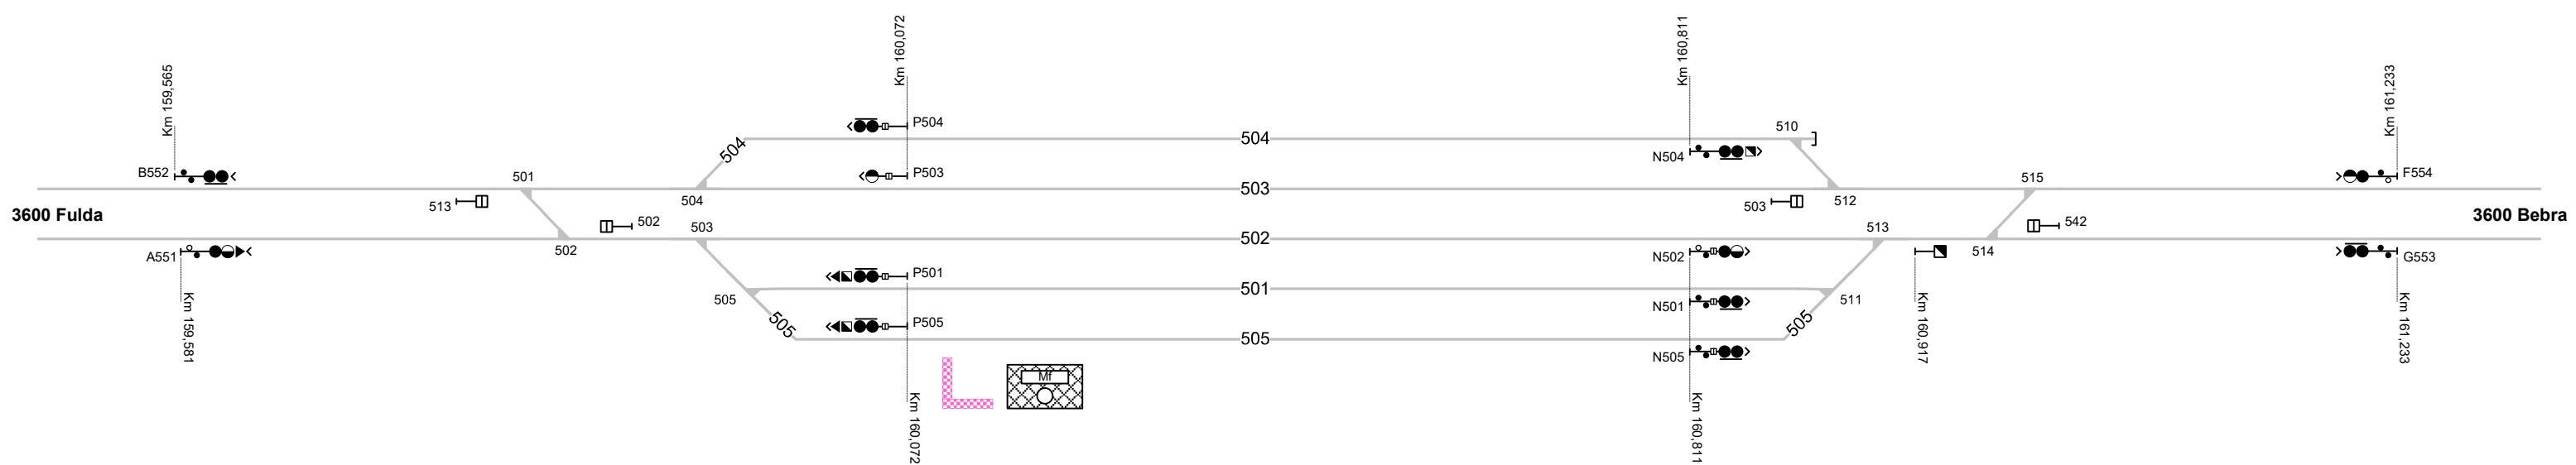 Km 160,072
Km 160,811
Km 159,565
Km 161,233
P504
510
504
504
N504
B552
P503
F554
501
515
504
503
513
503
512
3600 Fulda
3600 Bebra
502
503
513
542
502
502
514
A551
N502
G553
P501
505
501
N501
511
P505
505
505
505
N505
Km 159,581
Km 160,917
Km 161,233
Mf
Km 160,072
Km 160,811